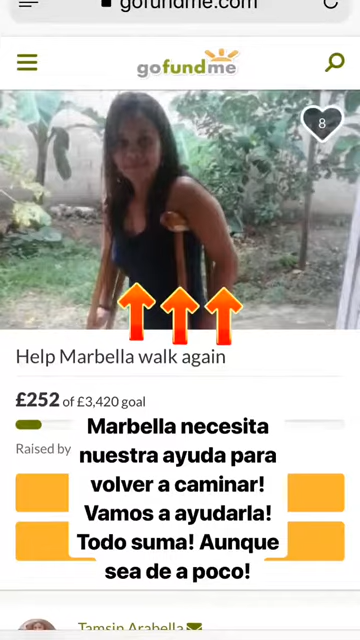 gofundme.com
gofundme
8
Help Marbella walk again
£252 of £3,420 goal
Raised by
Marbella necesita
nuestra ayuda para
volver a caminar!
Vamos a ayudarla!
Todo suma! Aunque
sea de a poco!
Tamsin Arabella